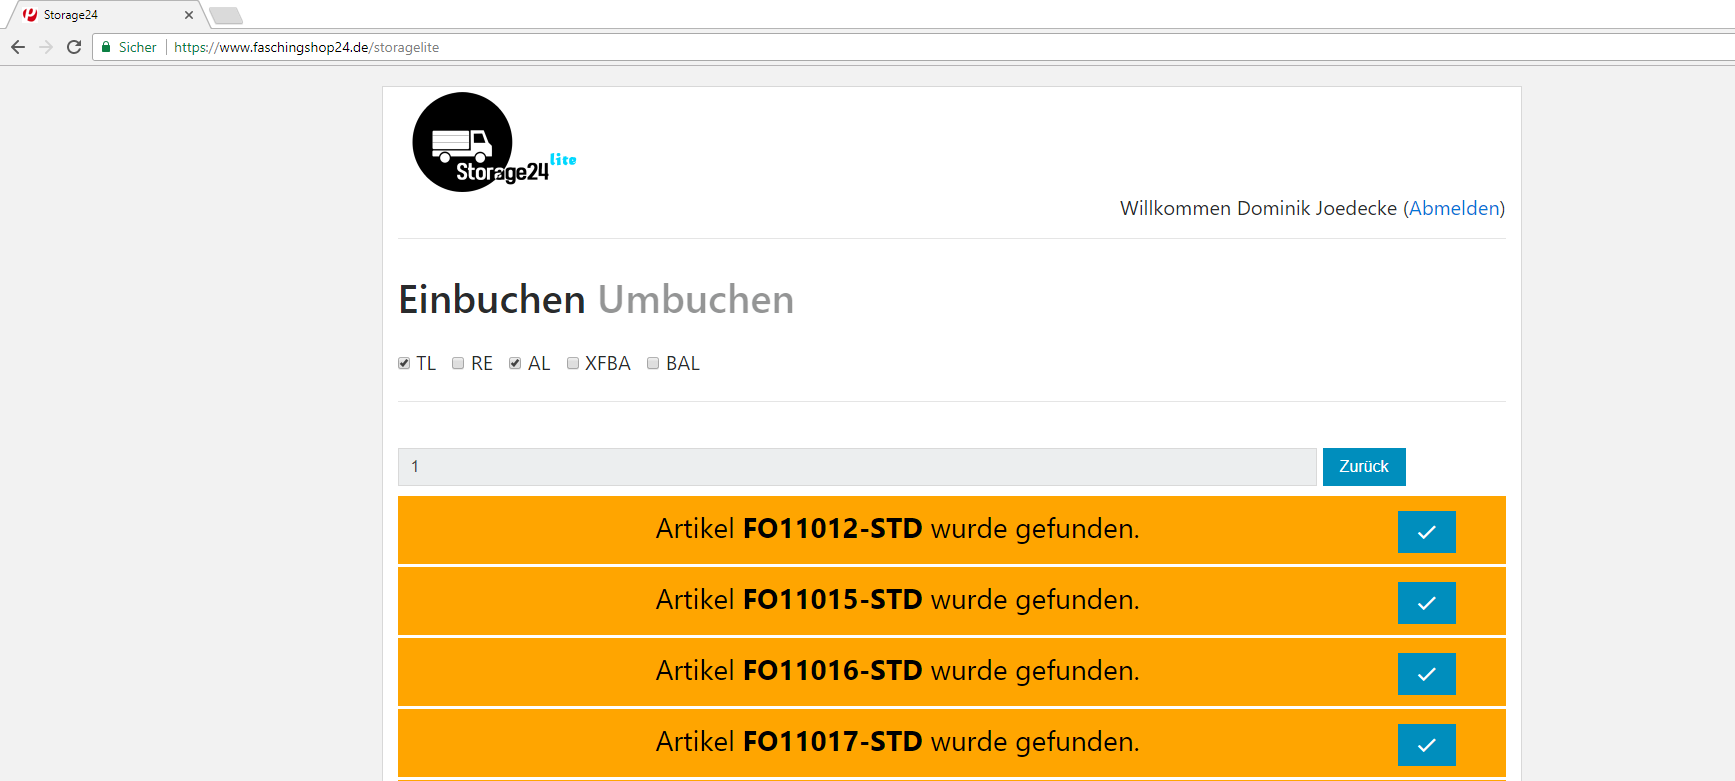 Storage24
Sicher https://www.faschingshop24.de/storagelite
Storage24 lite
Willkommen Dominik Joedecke (Abmelden)
Einbuchen Umbuchen
TL RE AL XFBA BAL
1 Zurück
Artikel FO11012-STD wurde gefunden.
Artikel FO11015-STD wurde gefunden.
Artikel FO11016-STD wurde gefunden.
Artikel FO11017-STD wurde gefunden.